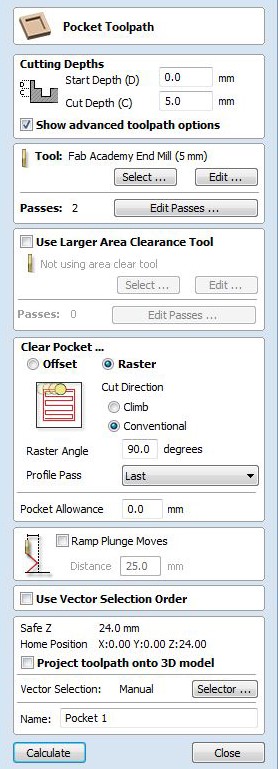 Pocket Toolpath
Cutting Depths
Start Depth (D) 0.0 mm
D
C
Cut Depth (C) 5.0 mm
Show advanced toolpath options
Tool: Fab Academy End Mill (5 mm)
Select ... Edit ...
Passes: 2 Edit Passes ...
Use Larger Area Clearance Tool
Not using area clear tool
Select ... Edit ...
Passes: 0 Edit Passes ...
Clear Pocket ...
Offset Raster
Cut Direction
Climb
Conventional
Raster Angle 90.0 degrees
Profile Pass Last
Pocket Allowance 0.0 mm
Ramp Plunge Moves
Distance 25.0 mm
Use Vector Selection Order
Safe Z 24.0 mm
Home Position X:0.00 Y:0.00 Z:24.00
Project toolpath onto 3D model
Vector Selection: Manual Selector ...
Name: Pocket 1
Calculate Close